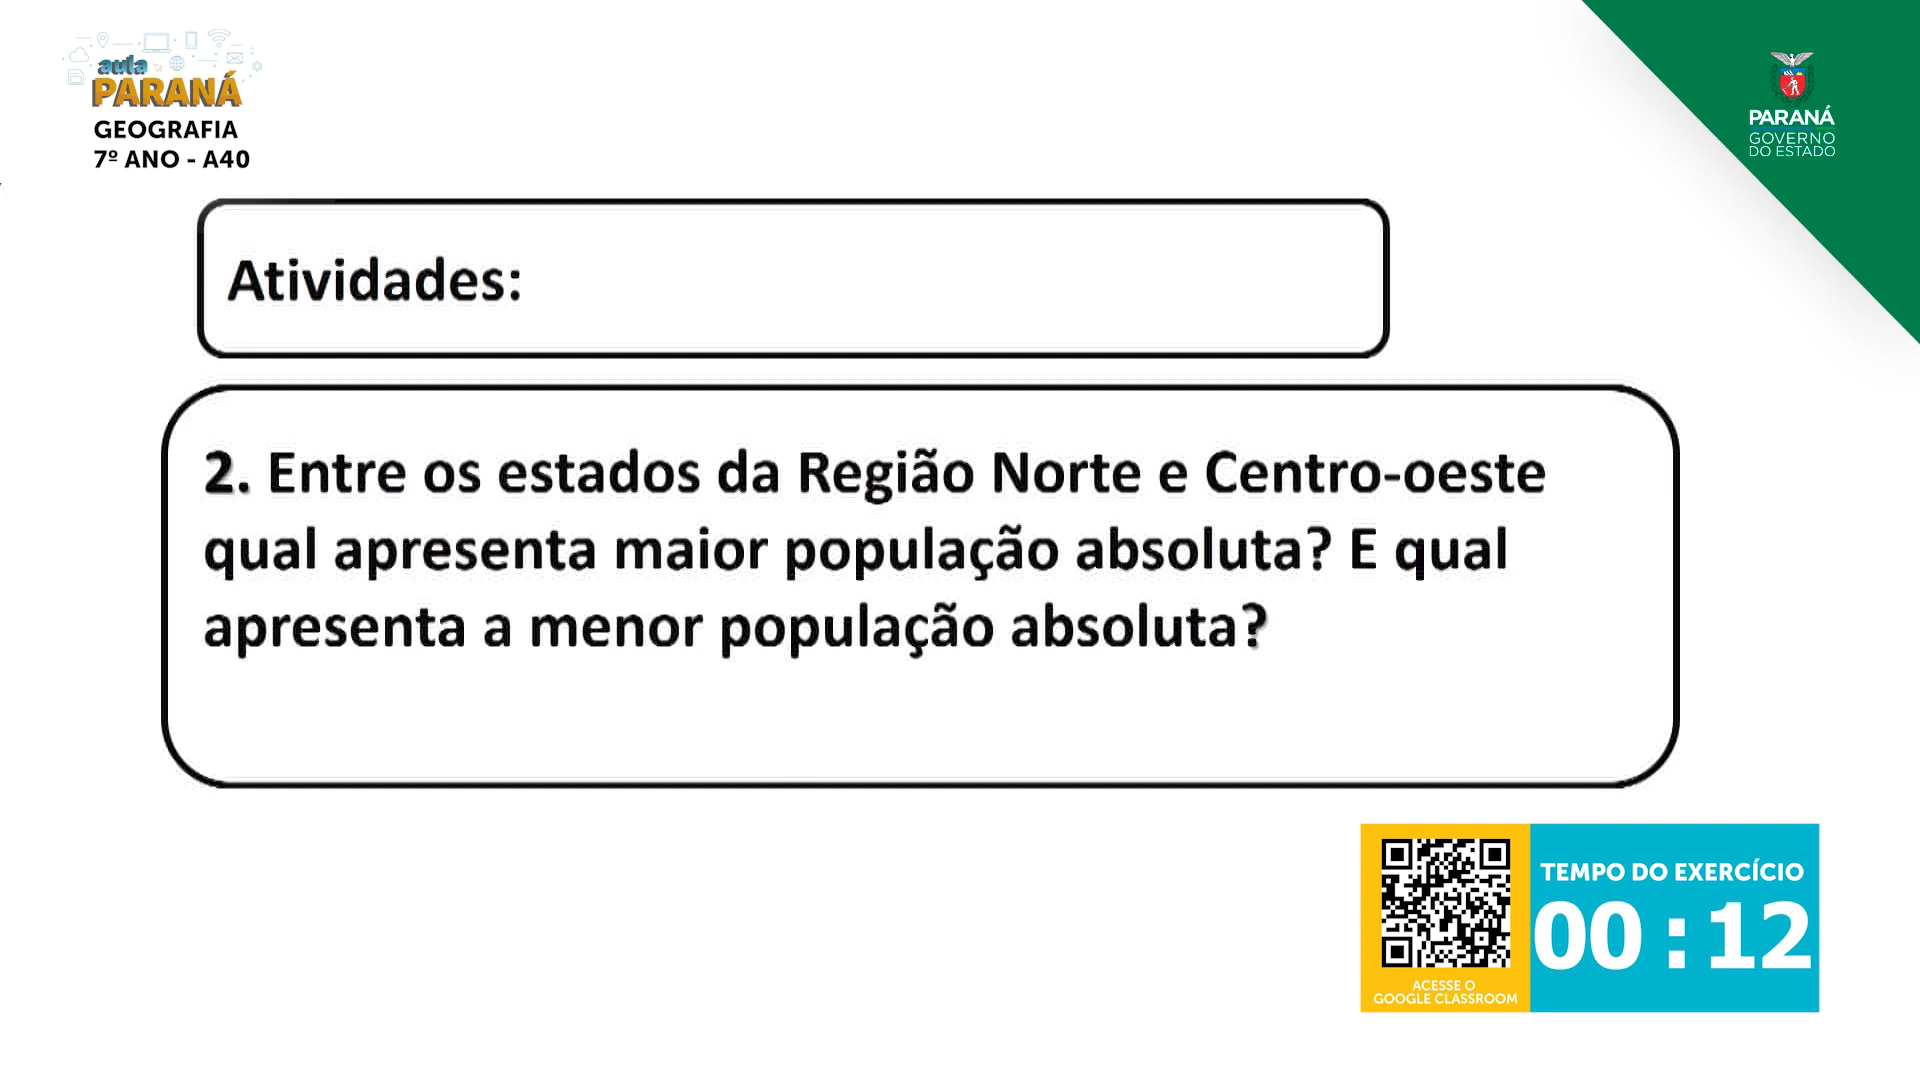 aula
PARANÁ
GEOGRAFIA
7º ANO - A40
PARANÁ
GOVERNO
DO ESTADO
Atividades:
2. Entre os estados da Região Norte e Centro-oeste
qual apresenta maior população absoluta? E qual
apresenta a menor população absoluta?
TEMPO DO EXERCÍCIO
00 : 12
ACESSE O
GOOGLE CLASSROOM